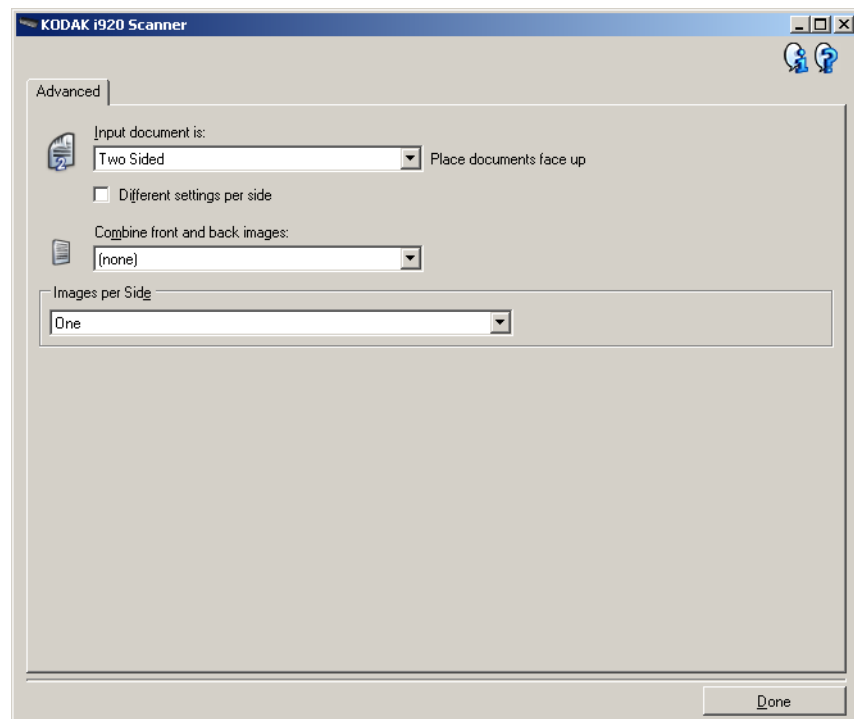 KODAK i920 Scanner
Advanced
Input document is:
Two Sided
Place documents face up
Different settings per side
Combine front and back images:
(none)
Images per Side
One
Done